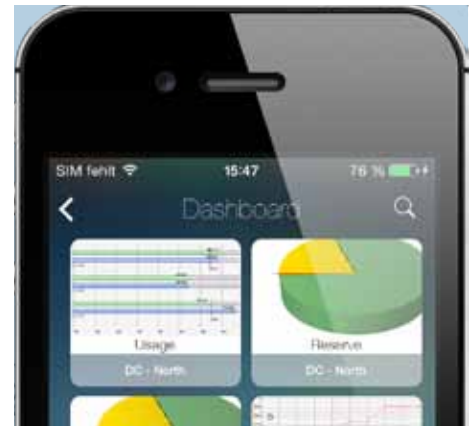 SIM fehlt 15:47 76 %
Dashboard
Usage Reserve
DC - North DC - North